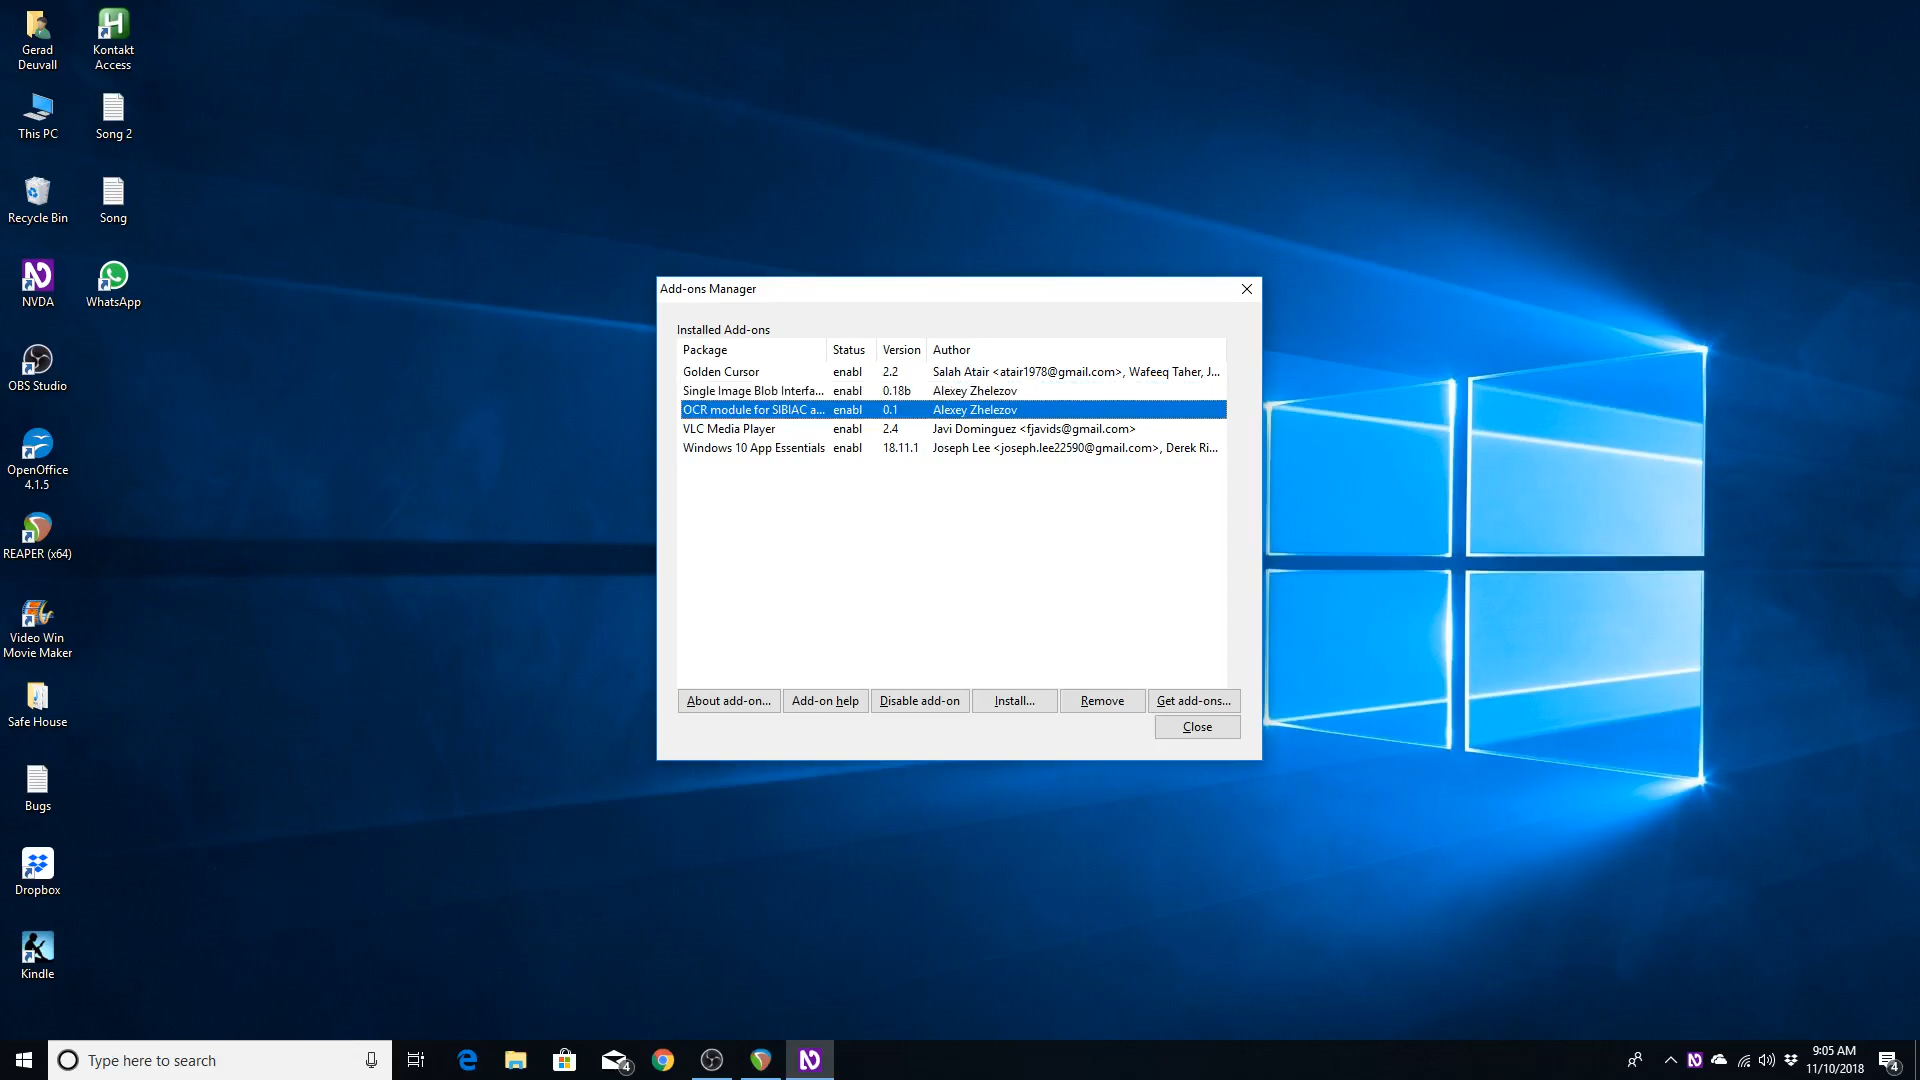 Gerad
Deuvall
Kontakt
Access
This PC
Song 2
Recycle Bin
Song
NVDA
WhatsApp
OBS Studio
OpenOffice
4.1.5
REAPER (x64)
Video Win
Movie Maker
Safe House
Bugs
Dropbox
Kindle
Add-ons Manager
Installed Add-ons
Package Status Version Author
Golden Cursor enabl 2.2 Salah Atair <atair1978@gmail.com>, Wafeeq Taher, J...
Single Image Blob Interfa... enabl 0.18b Alexey Zhelezov
OCR module for SIBIAC a... enabl 0.1 Alexey Zhelezov
VLC Media Player enabl 2.4 Javi Dominguez <fjavids@gmail.com>
Windows 10 App Essentials enabl 18.11.1 Joseph Lee <joseph.lee22590@gmail.com>, Derek Ri...
About add-on... Add-on help Disable add-on Install... Remove Get add-ons...
Close
Type here to search
4
9:05 AM
11/10/2018
4